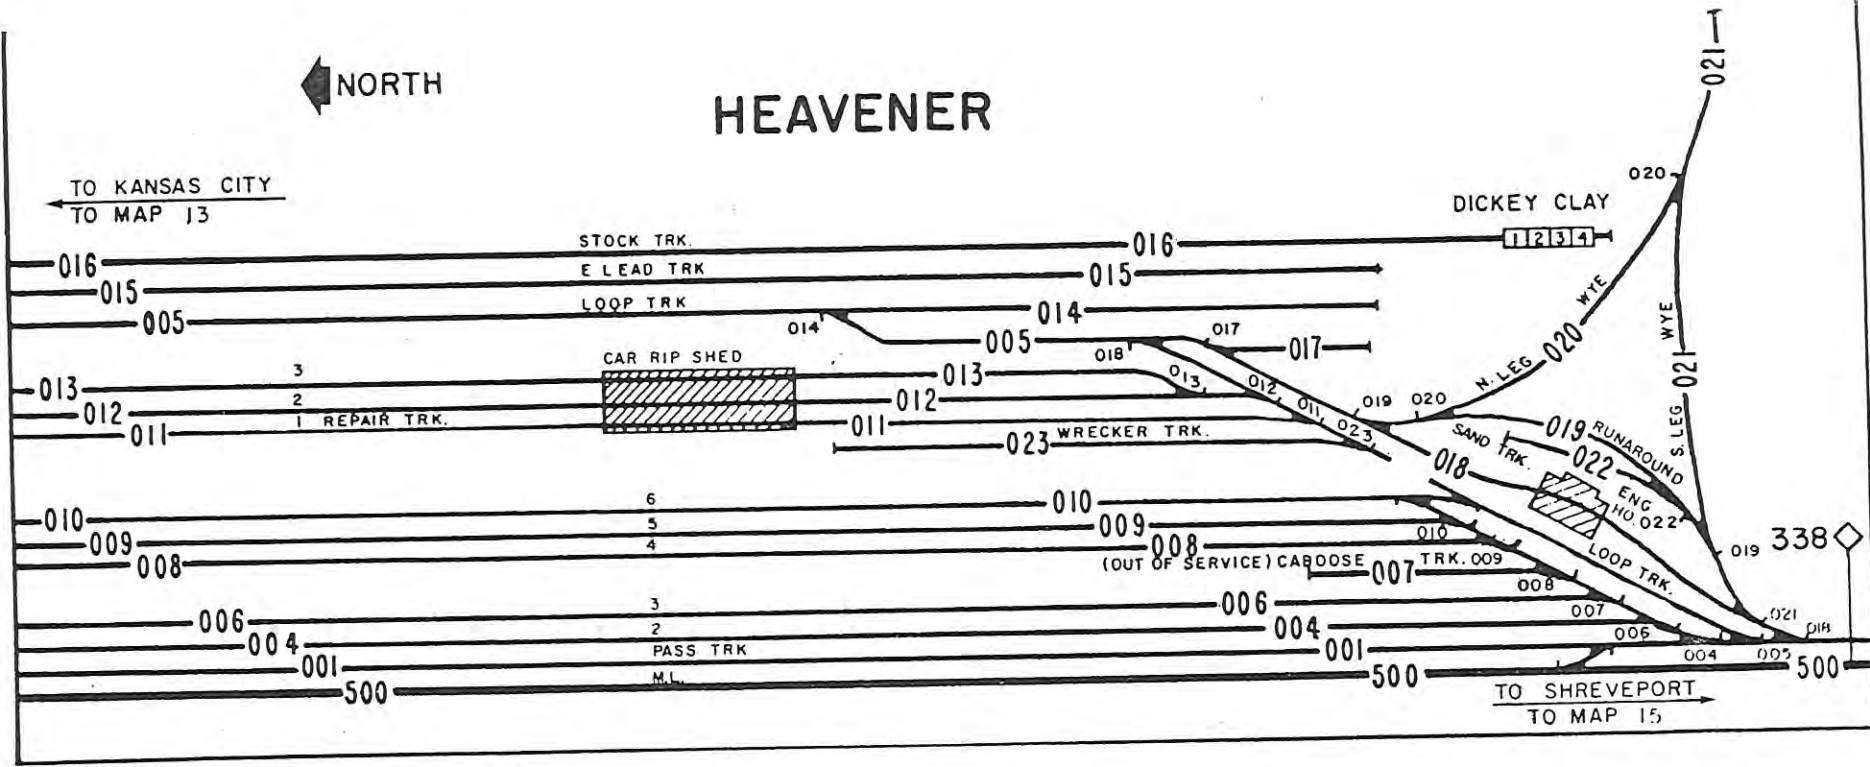 NORTH
HEAVENER
021
TO KANSAS CITY
TO MAP 13
020
DICKEY CLAY
1 2 3 4
016 STOCK TRK. 016
015 E LEAD TRK 015
005 LOOP TRK 014 014
005 018 017 017
N. LEG 020 WYE
S. LEG 021 WYE
CAR RIP SHED
013 3 013 013
012 2 012 012
011 1 REPAIR TRK. 011 011
023 WRECKER TRK. 023
019 020
019 RUNAROUND
SAND TRK. 022
018
ENG
HO. 022
019
338
010 6 010 010
009 5 009 009
008 4 008 008
(OUT OF SERVICE) CABOOSE TRK. 007 007
LOOP TRK.
006 3 006 006
004 2 004 004
001 PASS TRK 001
005 021 018
500 M.L. 500 500
TO SHREVEPORT
TO MAP 15